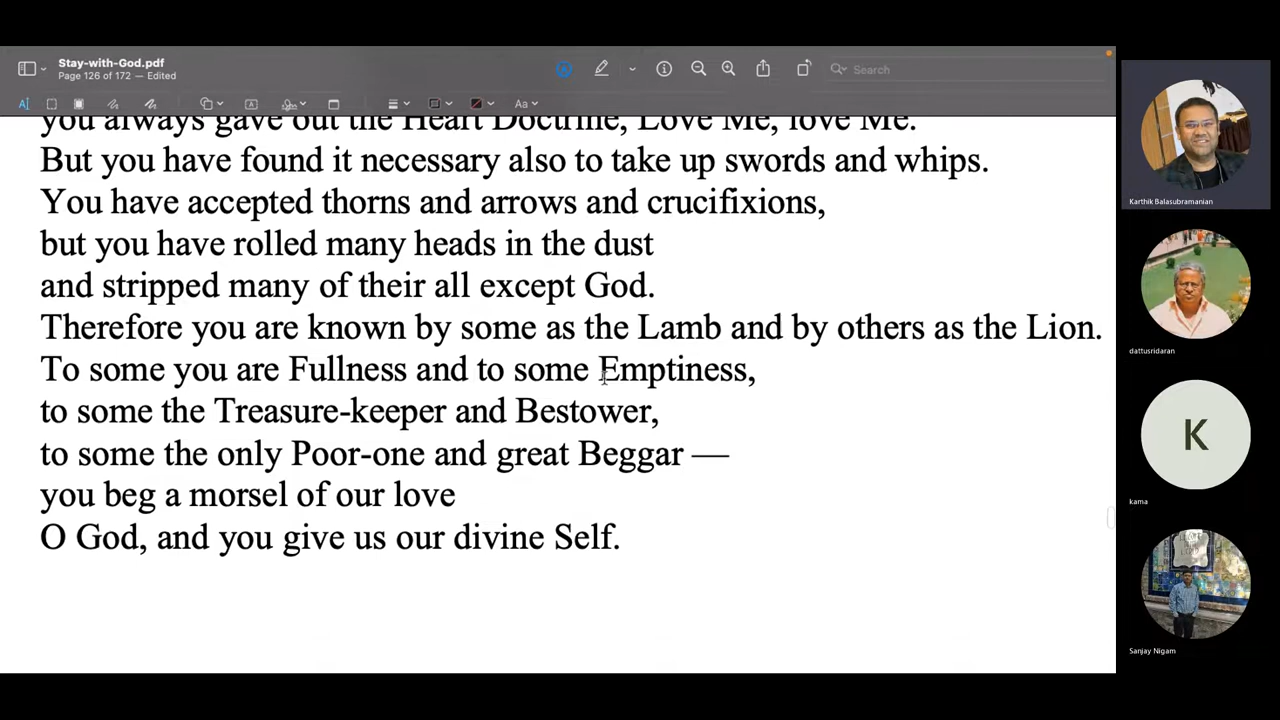 Stay-with-God.pdf
Page 126 of 172 — Edited
Search
Aa
you always gave out the Heart Doctrine, Love Me, love Me.
But you have found it necessary also to take up swords and whips.
You have accepted thorns and arrows and crucifixions,
but you have rolled many heads in the dust
and stripped many of their all except God.
Therefore you are known by some as the Lamb and by others as the Lion.
To some you are Fullness and to some Emptiness,
to some the Treasure-keeper and Bestower,
to some the only Poor-one and great Beggar —
you beg a morsel of our love
O God, and you give us our divine Self.
Karthik Balasubramanian
dattusridaran
K
kama
Sanjay Nigam